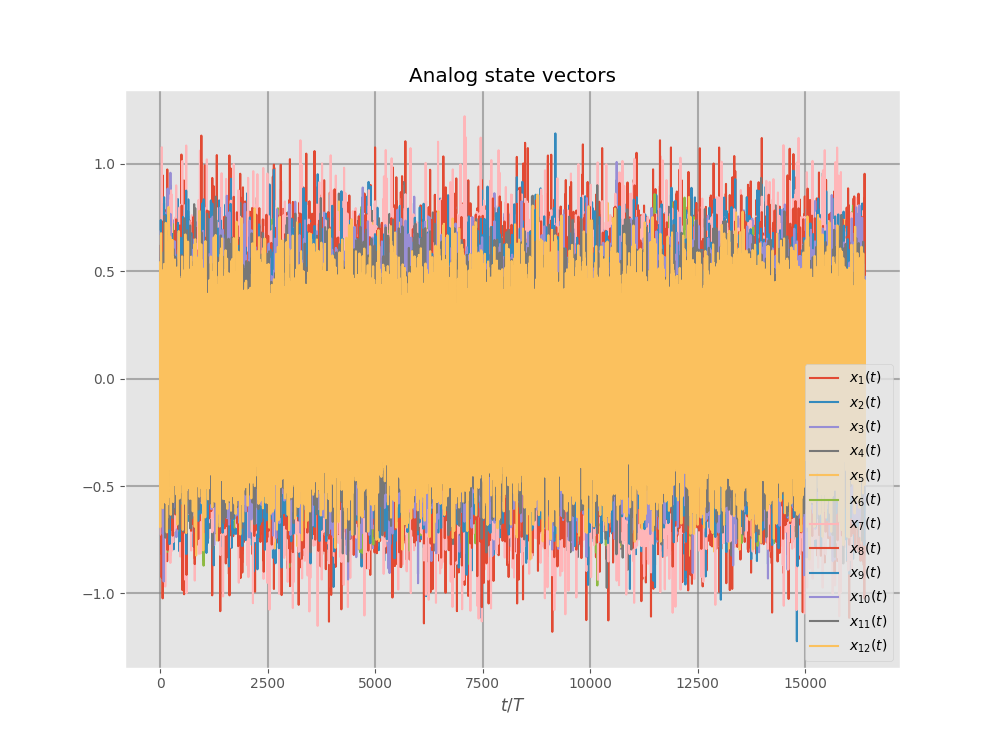 Analog state vectors
1.0
0.5
0.0
−0.5
−1.0
0 2500 5000 7500 10000 12500 15000
t/T
x₁(t)
x₂(t)
x₃(t)
x₄(t)
x₅(t)
x₆(t)
x₇(t)
x₈(t)
x₉(t)
x₁₀(t)
x₁₁(t)
x₁₂(t)